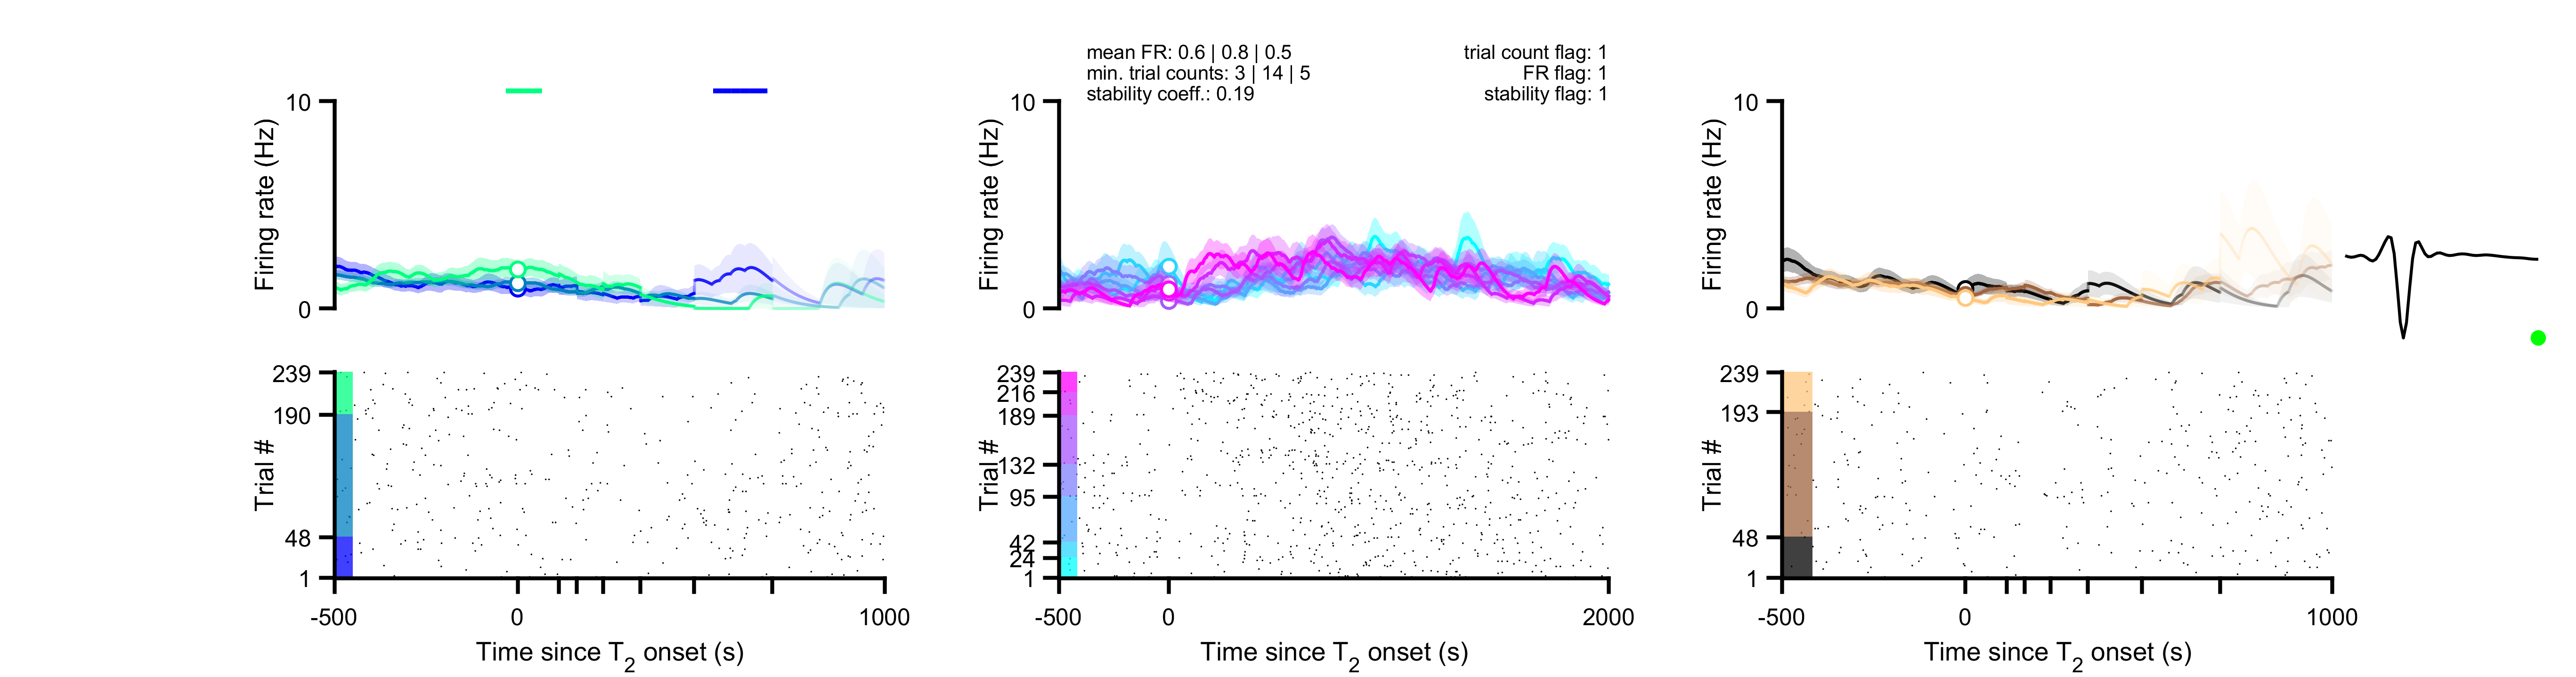 mean FR: 0.6 | 0.8 | 0.5
min. trial counts: 3 | 14 | 5
stability coeff.: 0.19
trial count flag: 1
FR flag: 1
stability flag: 1
10
0
Firing rate (Hz)
10
0
Firing rate (Hz)
10
0
Firing rate (Hz)
239
190
48
1
Trial #
-500
0
1000
Time since T2 onset (s)
239
216
189
132
95
42
24
1
Trial #
-500
0
2000
Time since T2 onset (s)
239
193
48
1
Trial #
-500
0
1000
Time since T2 onset (s)